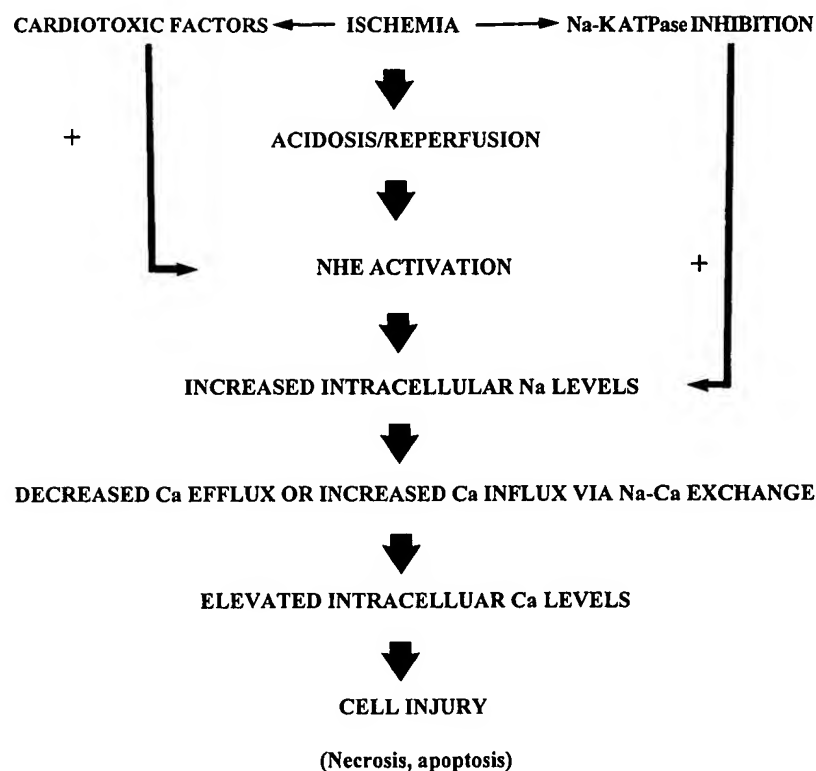 CARDIOTOXIC FACTORS ISCHEMIA Na-K ATPase INHIBITION
+
ACIDOSIS/REPERFUSION
NHE ACTIVATION +
INCREASED INTRACELLULAR Na LEVELS
DECREASED Ca EFFLUX OR INCREASED Ca INFLUX VIA Na-Ca EXCHANGE
ELEVATED INTRACELLUAR Ca LEVELS
CELL INJURY
(Necrosis, apoptosis)